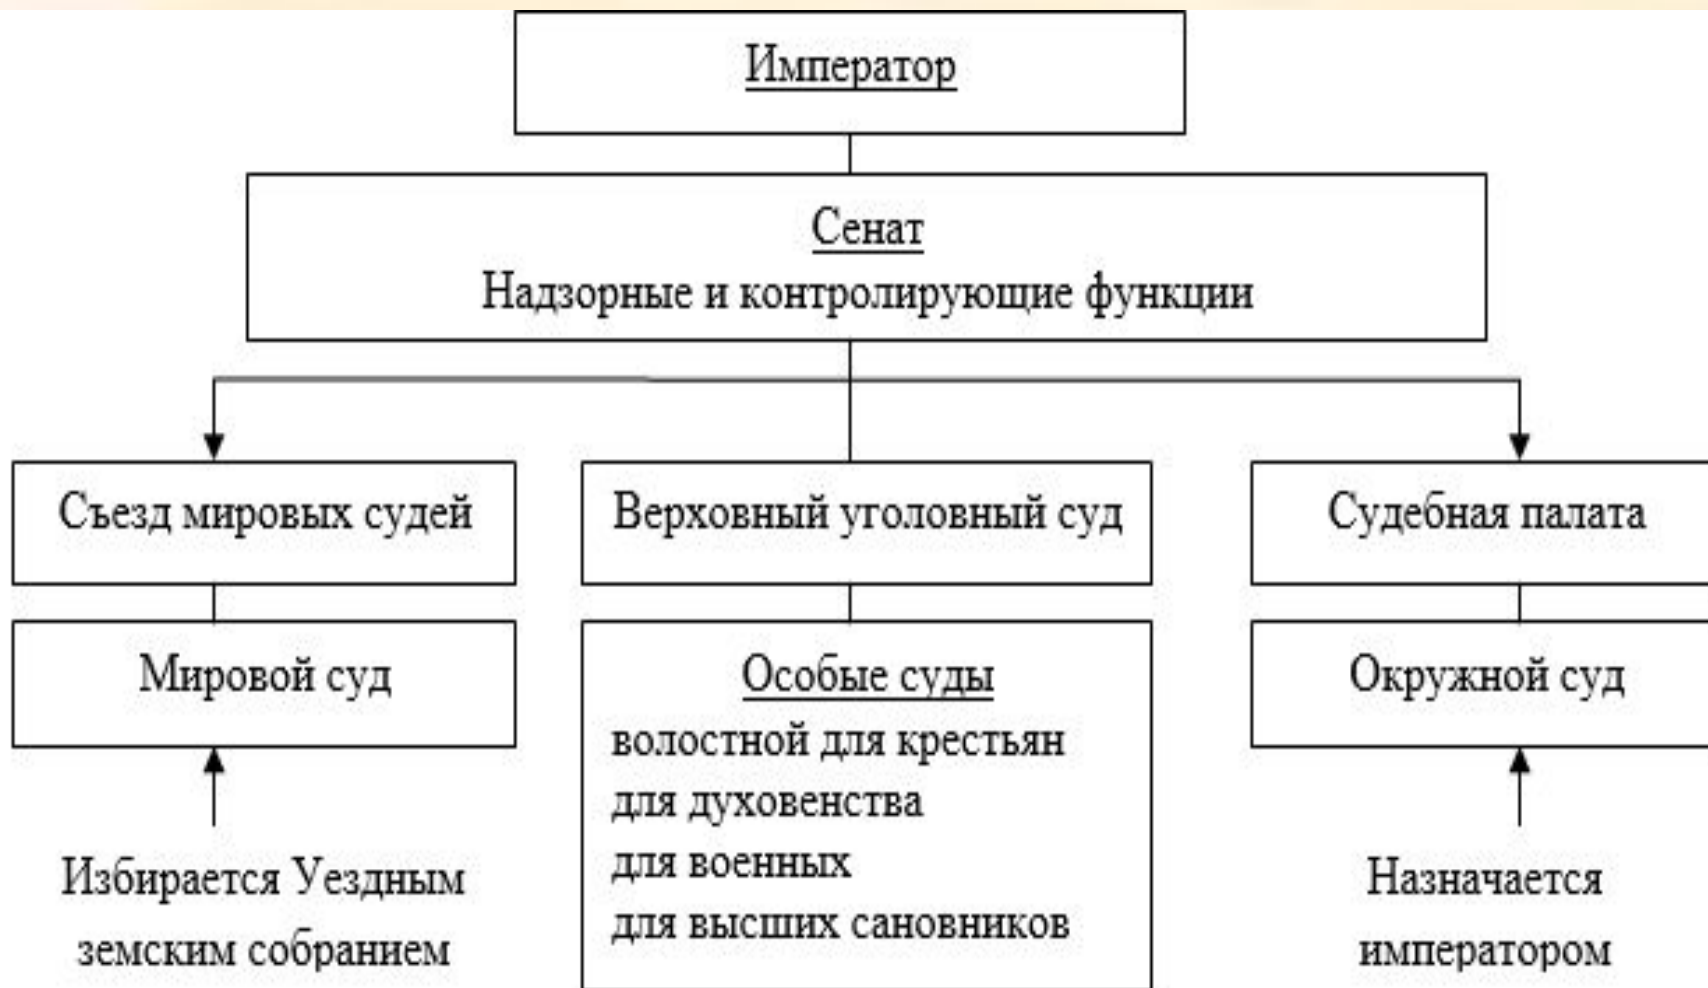 Император
Сенат
Надзорные и контролирующие функции
Съезд мировых судей
Верховный уголовный суд
Судебная палата
Мировой суд
Особые суды
волостной для крестьян
для духовенства
для военных
для высших сановников
Окружной суд
Избирается Уездным
земским собранием
Назначается
императором